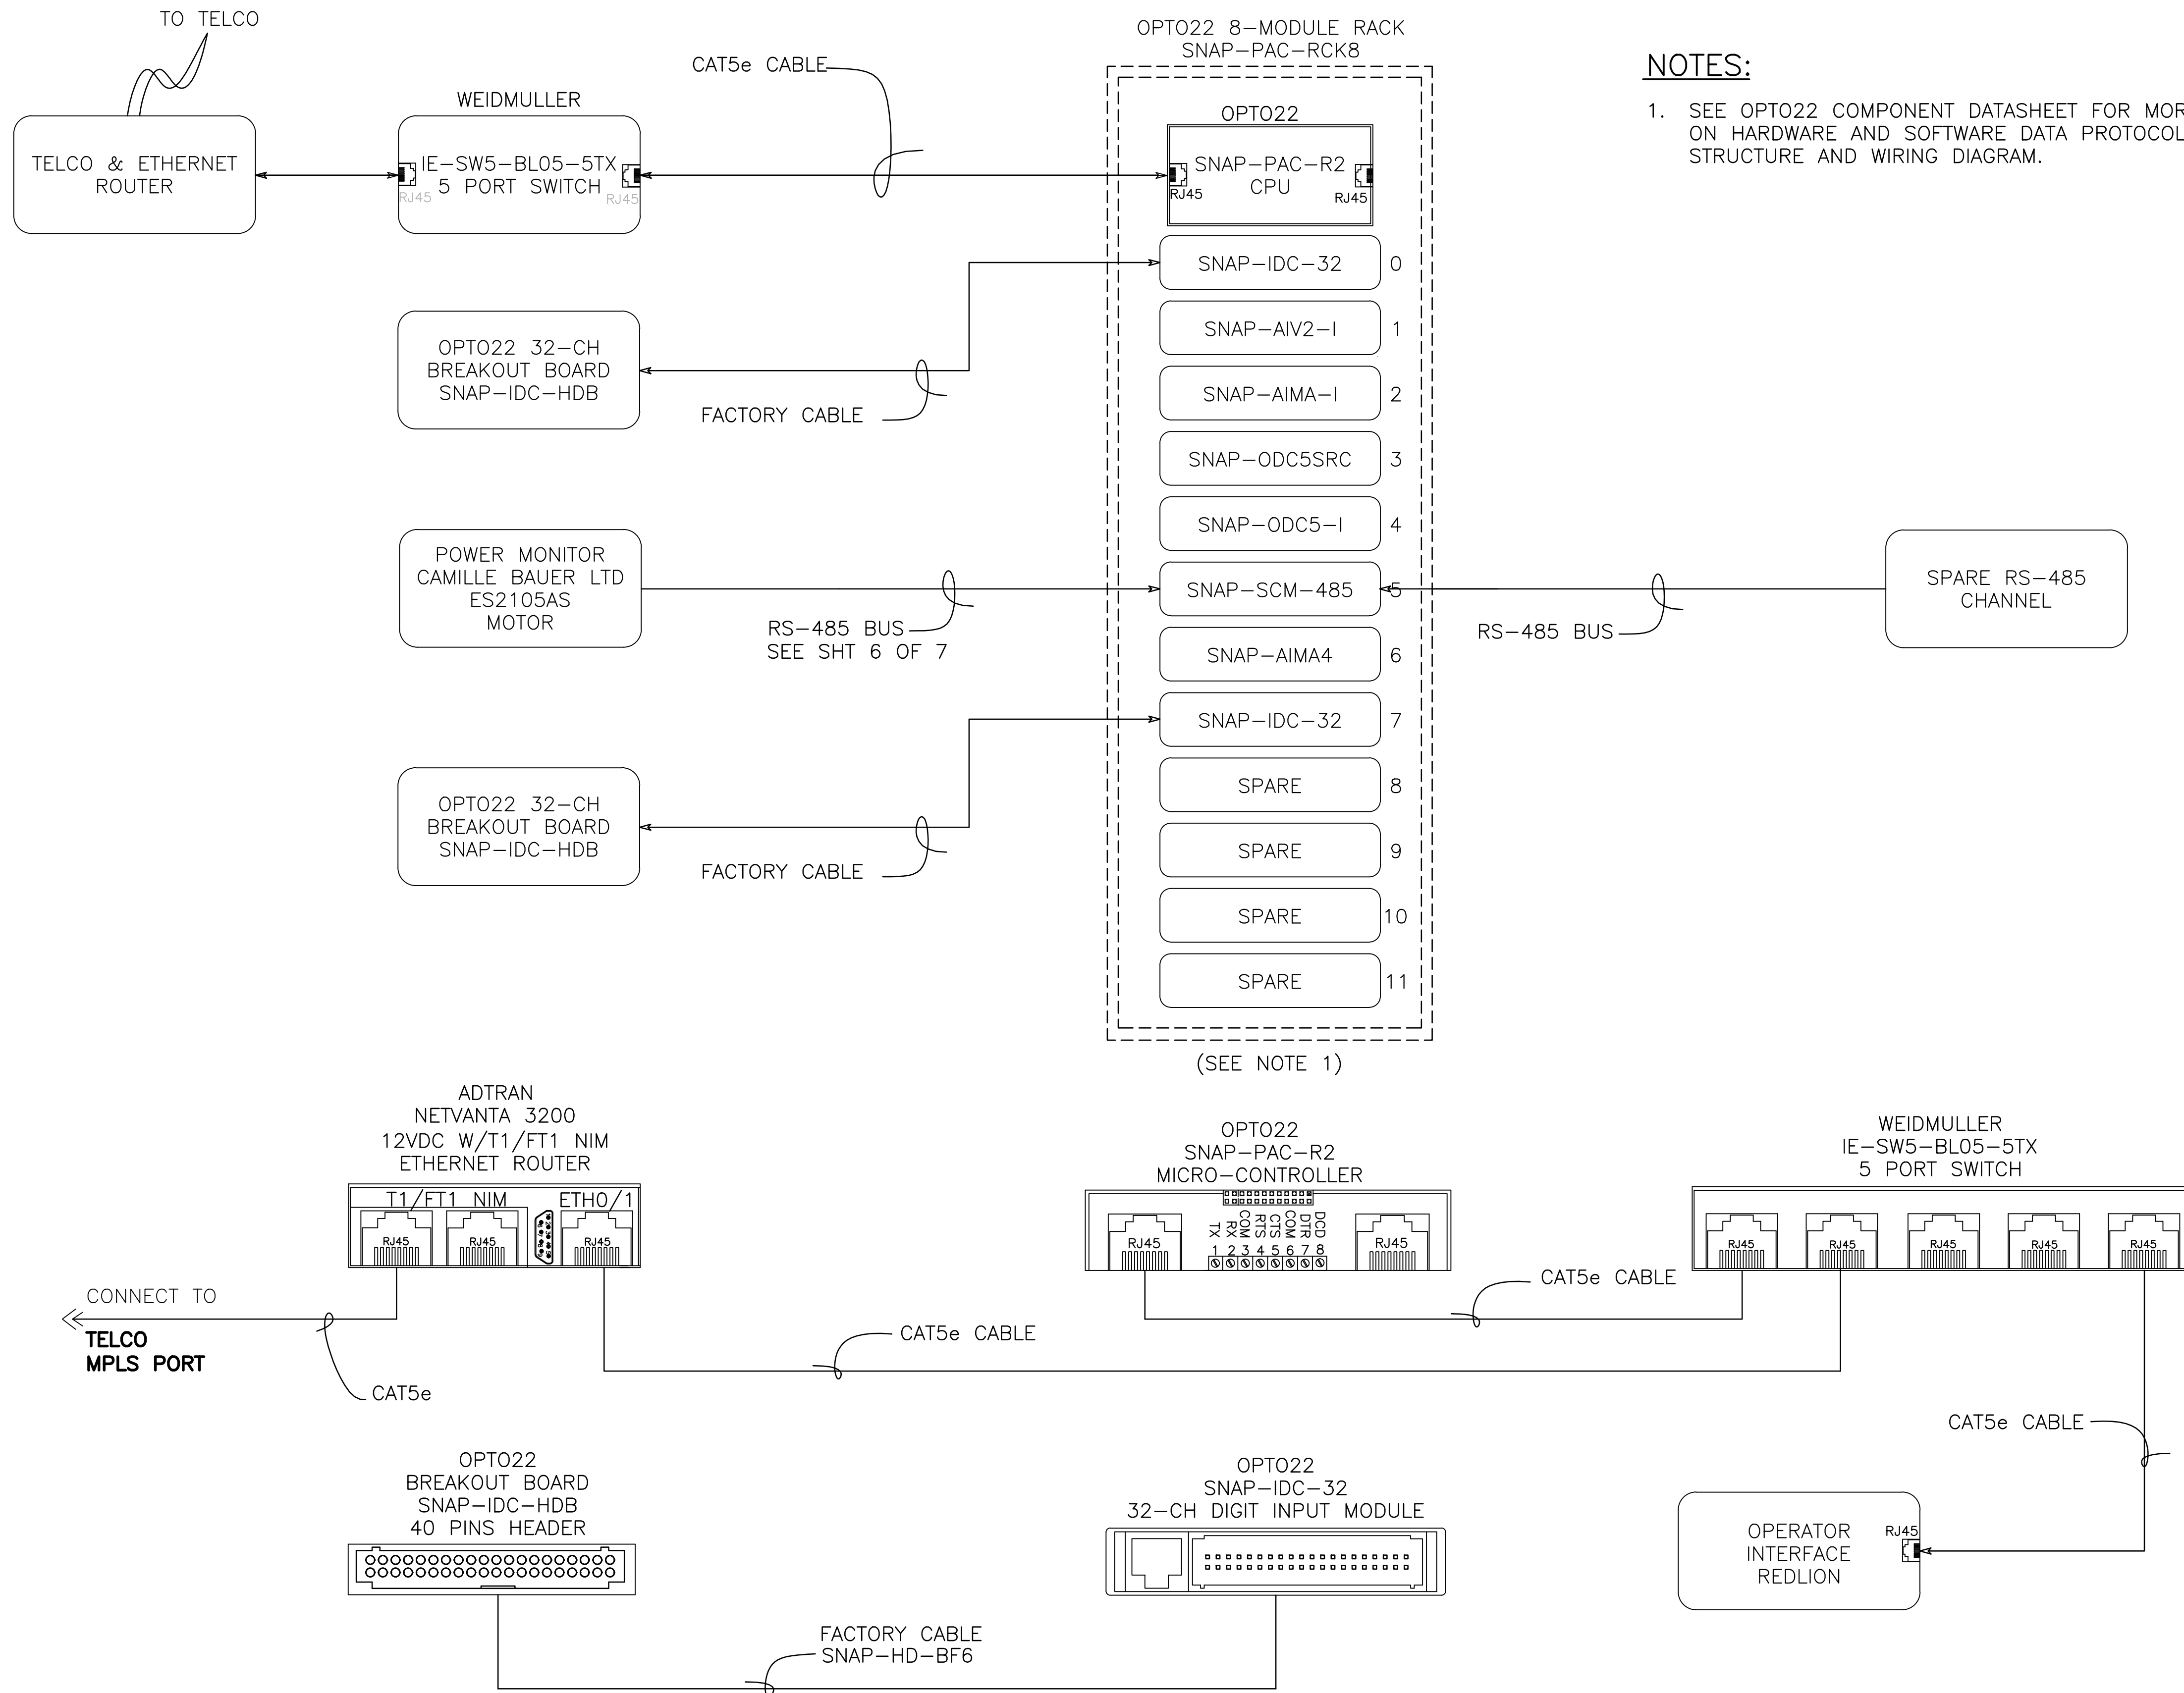 TO TELCO
TELCO & ETHERNET
ROUTER
WEIDMULLER
IE-SW5-BL05-5TX
5 PORT SWITCH
RJ45
RJ45
CAT5e CABLE
OPTO22 8-MODULE RACK
SNAP-PAC-RCK8
OPTO22
SNAP-PAC-R2
CPU
RJ45
RJ45
NOTES:
1. SEE OPTO22 COMPONENT DATASHEET FOR MOR
ON HARDWARE AND SOFTWARE DATA PROTOCOL
STRUCTURE AND WIRING DIAGRAM.
SNAP-IDC-32 0
SNAP-AIV2-I 1
SNAP-AIMA-I 2
SNAP-ODC5SRC 3
SNAP-ODC5-I 4
SNAP-SCM-485 5
SNAP-AIMA4 6
SNAP-IDC-32 7
SPARE 8
SPARE 9
SPARE 10
SPARE 11
(SEE NOTE 1)
OPTO22 32-CH
BREAKOUT BOARD
SNAP-IDC-HDB
FACTORY CABLE
POWER MONITOR
CAMILLE BAUER LTD
ES2105AS
MOTOR
RS-485 BUS
SEE SHT 6 OF 7
RS-485 BUS
SPARE RS-485
CHANNEL
OPTO22 32-CH
BREAKOUT BOARD
SNAP-IDC-HDB
FACTORY CABLE
ADTRAN
NETVANTA 3200
12VDC W/T1/FT1 NIM
ETHERNET ROUTER
T1/FT1 NIM
ETH0/1
RJ45
RJ45
RJ45
CONNECT TO
TELCO
MPLS PORT
CAT5e
CAT5e CABLE
OPTO22
SNAP-PAC-R2
MICRO-CONTROLLER
RJ45
TX RX COM RTS CTS COM DTR DCD
1 2 3 4 5 6 7 8
RJ45
CAT5e CABLE
WEIDMULLER
IE-SW5-BL05-5TX
5 PORT SWITCH
RJ45
RJ45
RJ45
RJ45
RJ45
CAT5e CABLE
OPERATOR
INTERFACE
REDLION
RJ45
OPTO22
BREAKOUT BOARD
SNAP-IDC-HDB
40 PINS HEADER
OPTO22
SNAP-IDC-32
32-CH DIGIT INPUT MODULE
FACTORY CABLE
SNAP-HD-BF6